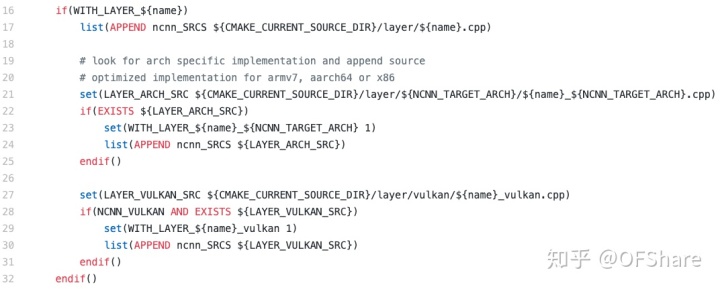 16 if(WITH_LAYER_${name})
17 list(APPEND ncnn_SRCS ${CMAKE_CURRENT_SOURCE_DIR}/layer/${name}.cpp)
18
19 # look for arch specific implementation and append source
20 # optimized implementation for armv7, aarch64 or x86
21 set(LAYER_ARCH_SRC ${CMAKE_CURRENT_SOURCE_DIR}/layer/${NCNN_TARGET_ARCH}/${name}_${NCNN_TARGET_ARCH}.cpp)
22 if(EXISTS ${LAYER_ARCH_SRC})
23 set(WITH_LAYER_${name}_${NCNN_TARGET_ARCH} 1)
24 list(APPEND ncnn_SRCS ${LAYER_ARCH_SRC})
25 endif()
26
27 set(LAYER_VULKAN_SRC ${CMAKE_CURRENT_SOURCE_DIR}/layer/vulkan/${name}_vulkan.cpp)
28 if(NCNN_VULKAN AND EXISTS ${LAYER_VULKAN_SRC})
29 set(WITH_LAYER_${name}_vulkan 1)
30 list(APPEND ncnn_SRCS ${LAYER_VULKAN_SRC})
31 endif()
32 endif()
知乎 @OFShare